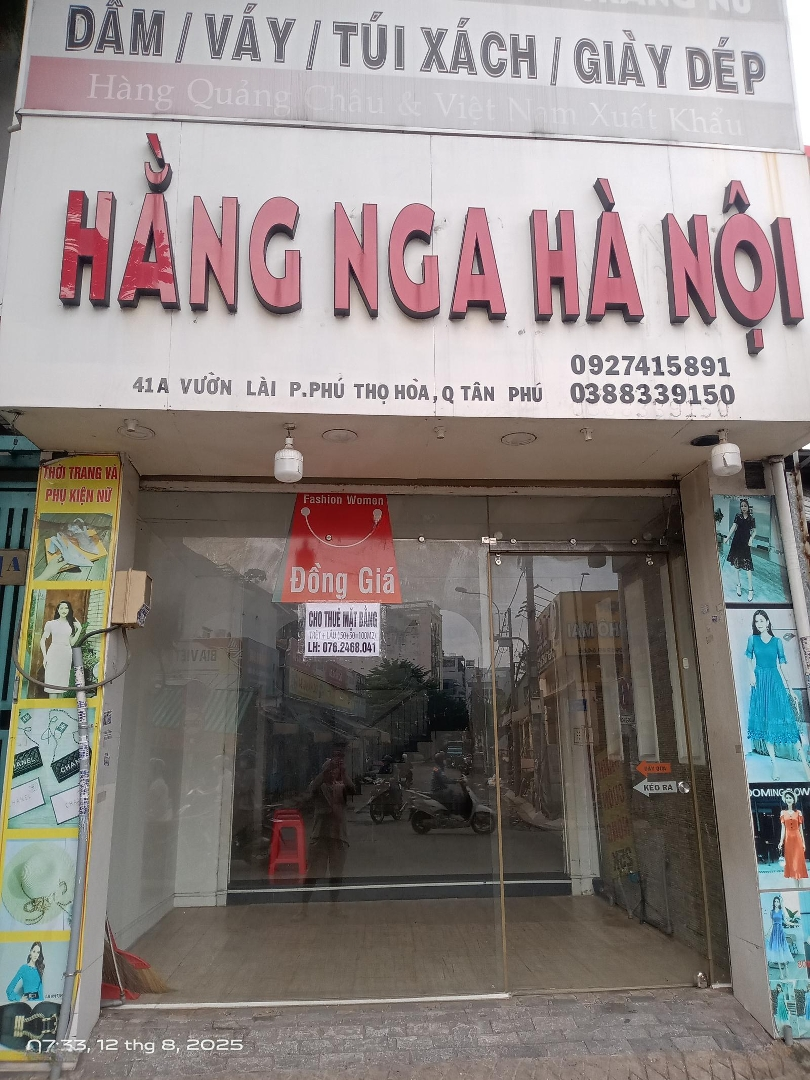 DẦM / VÁY / TÚI XÁCH / GIÀY DÉP
Hàng Quảng Châu & Việt Nam Xuất Khẩu
HẰNG NGA HÀ NỘI
0927415891
41A VƯỜN LÀI P.PHÚ THỌ HÒA, Q TÂN PHÚ
0388339150
THỜI TRANG VÀ
PHỤ KIỆN NỮ
Fashion Women
Đồng Giá
CHO THUÊ MẶT BẰNG
LH: 078.2468.041
KÉO RA
CHANEL
07:33, 12 thg 8, 2025